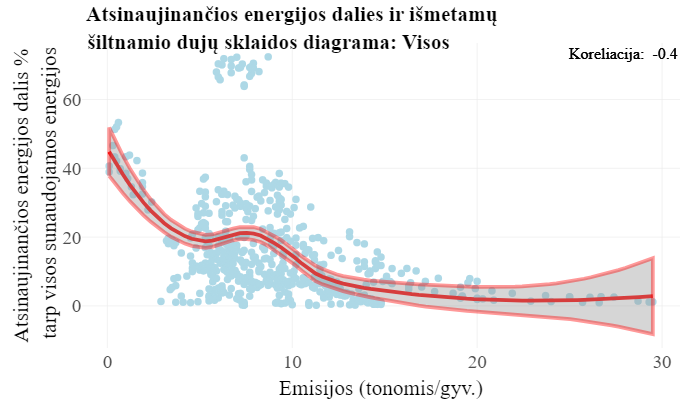 Atsinaujinančios energijos dalies ir išmetamų
šiltnamio dujų sklaidos diagrama: Visos
Koreliacija: -0.4
Atsinaujinančios energijos dalis %
tarp visos sunaudojamos energijos
60
40
20
0
0 10 20 30
Emisijos (tonomis/gyv.)